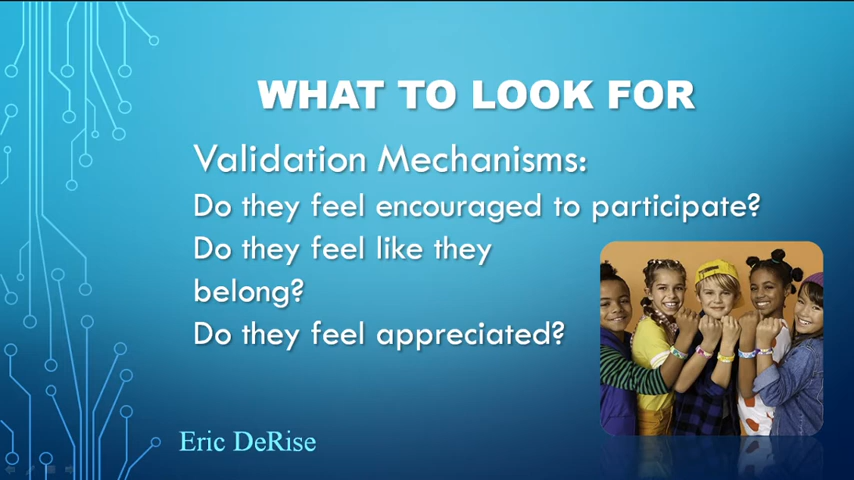 WHAT TO LOOK FOR
Validation Mechanisms:
Do they feel encouraged to participate?
Do they feel like they
belong?
Do they feel appreciated?
Eric DeRise